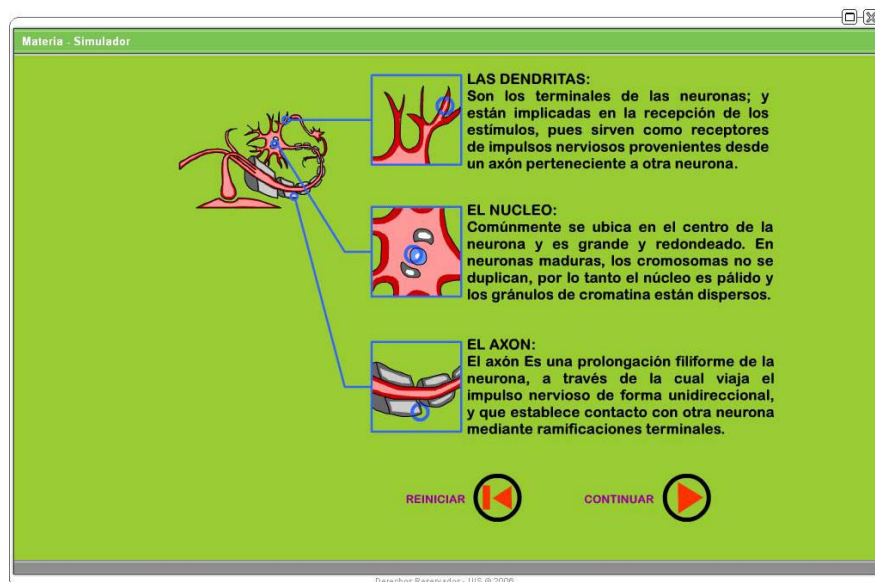 Materia - Simulador
LAS DENDRITAS:
Son los terminales de las neuronas; y
están implicadas en la recepción de los
estímulos, pues sirven como receptores
de impulsos nerviosos provenientes desde
un axón perteneciente a otra neurona.
EL NUCLEO:
Comúnmente se ubica en el centro de la
neurona y es grande y redondeado. En
neuronas maduras, los cromosomas no se
duplican, por lo tanto el núcleo es pálido y
los gránulos de cromatina están dispersos.
EL AXON:
El axón Es una prolongación filiforme de la
neurona, a través de la cual viaja el
impulso nervioso de forma unidireccional,
y que establece contacto con otra neurona
mediante ramificaciones terminales.
REINICIAR
CONTINUAR
Derechos Reservados - UIS @ 2006